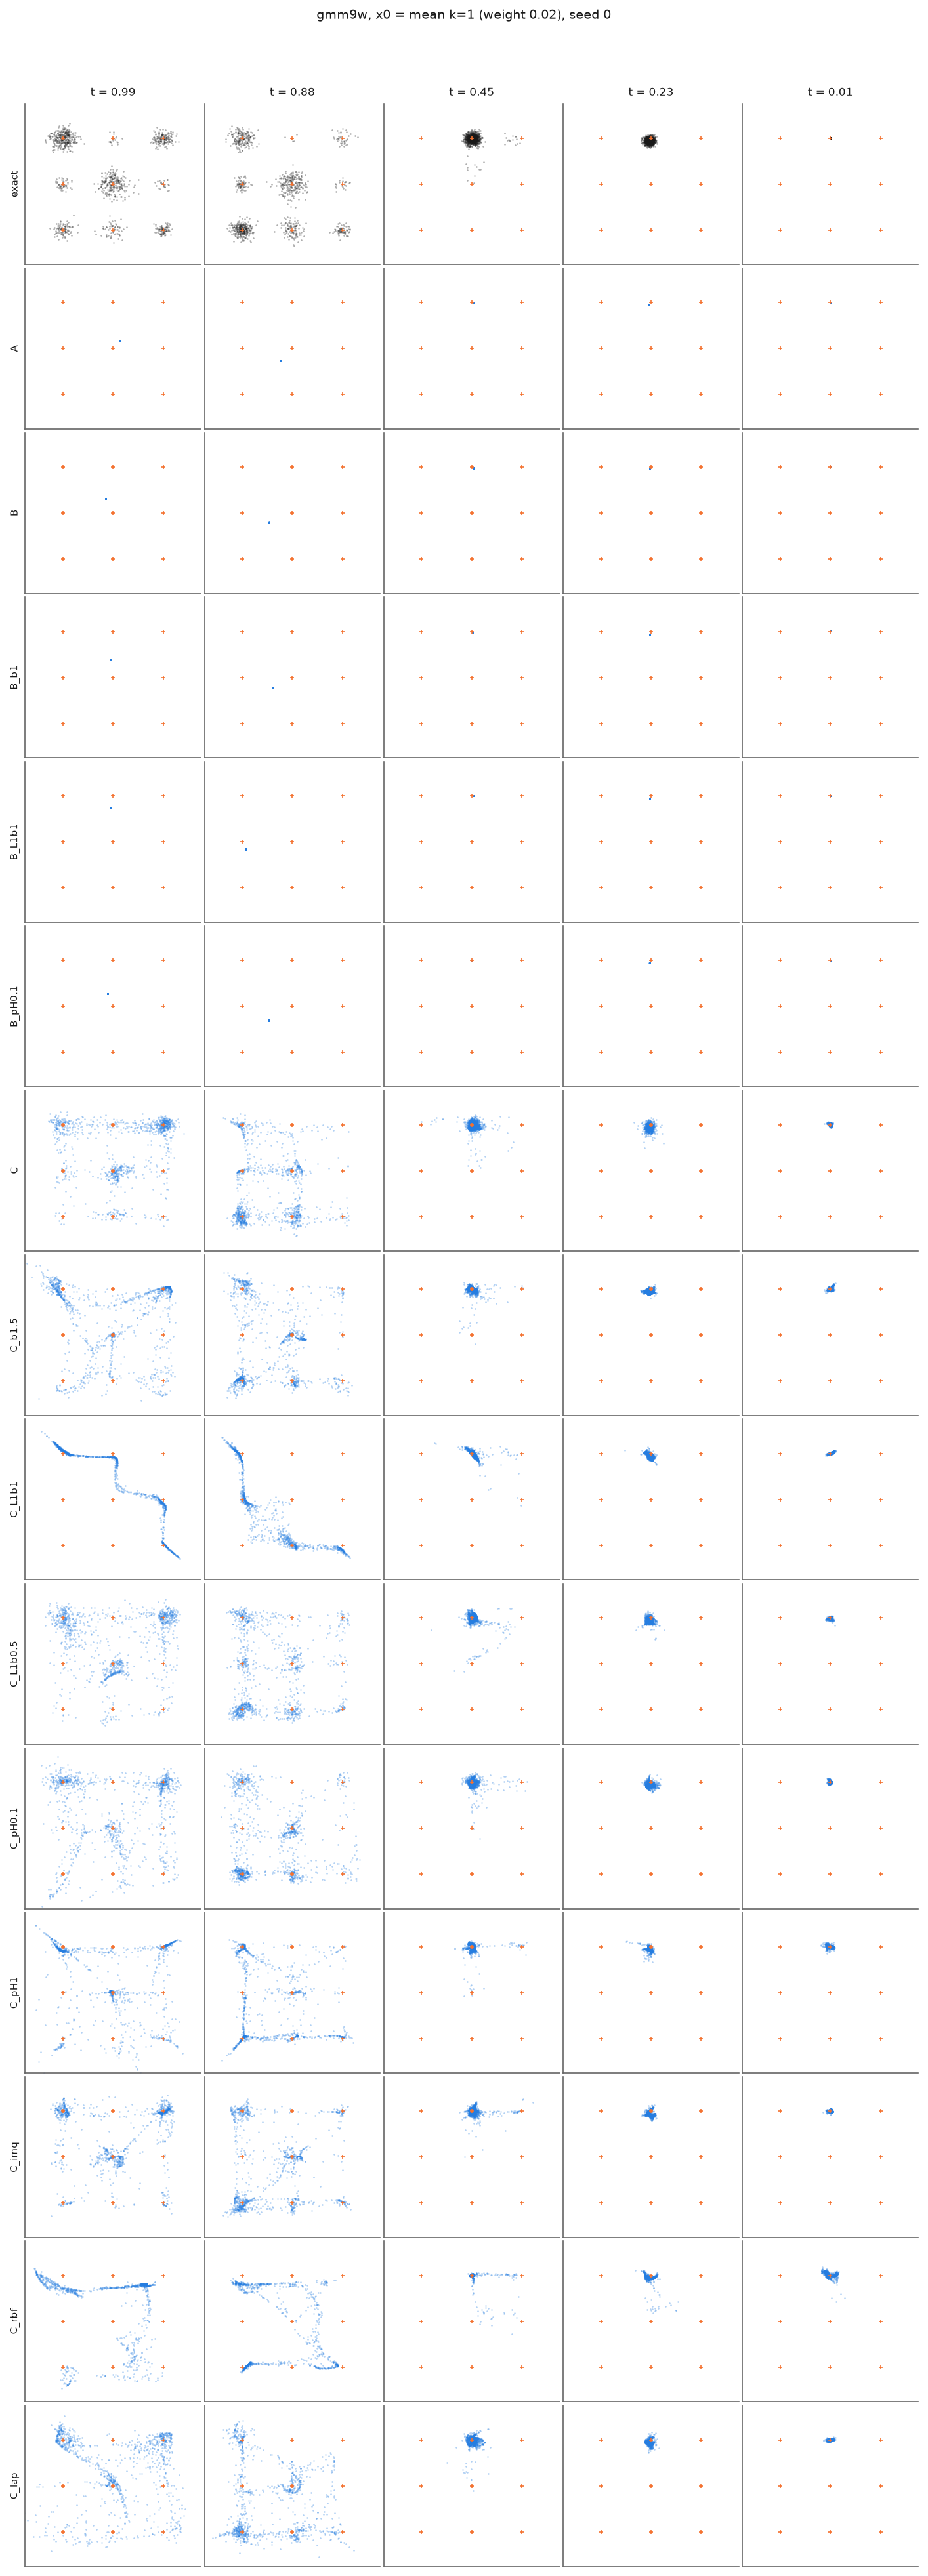 gmm9w, x0 = mean k=1 (weight 0.02), seed 0
t = 0.99 t = 0.88 t = 0.45 t = 0.23 t = 0.01
exact
A
B
B_b1
B_L1b1
B_pH0.1
C
C_b1.5
C_L1b1
C_L1b0.5
C_pH0.1
C_pH1
C_imq
C_rbf
C_lap